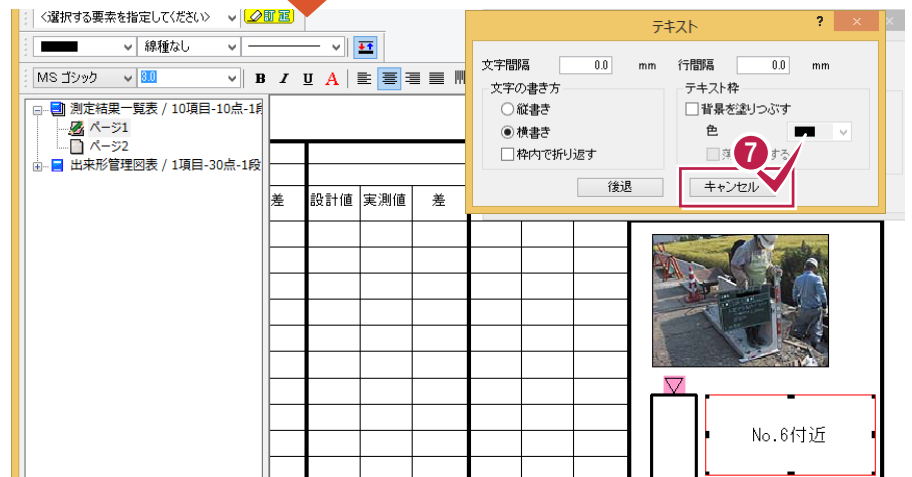 〈選択する要素を指定してください〉 訂正
線種なし
MS ゴシック 3.0 B I U A
測定結果一覧表 / 10項目-10点-1段
ページ1
ページ2
出来形管理図表 / 1項目-30点-1段
テキスト ? ×
文字間隔 0.0 mm 行間隔 0.0 mm
文字の書き方
縦書き
横書き
枠内で折り返す
テキスト枠
背景を塗りつぶす
色
する
7
後退 キャンセル
差 設計値 実測値 差
No.6付近